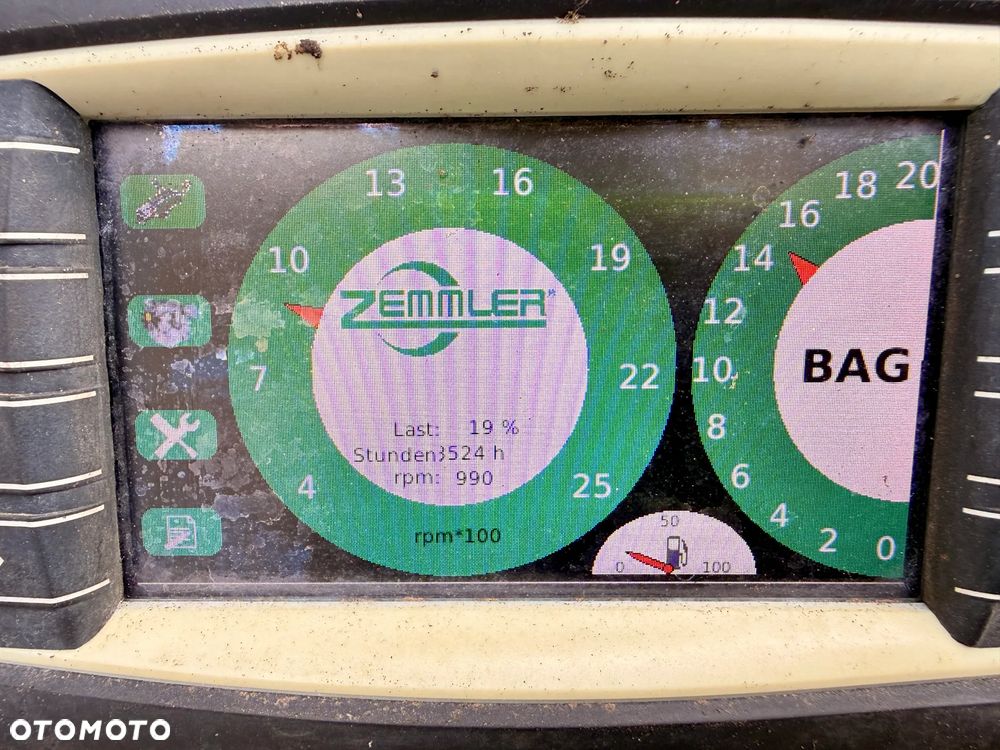 13 16
10 19
7 22
4 25
ZEMMLER®
Last: 19 %
Stunden 3524 h
rpm: 990
rpm*100
0 50 100
20
18
16
14
12
10
8
6
4
2
0
BAG
OTOMOTO